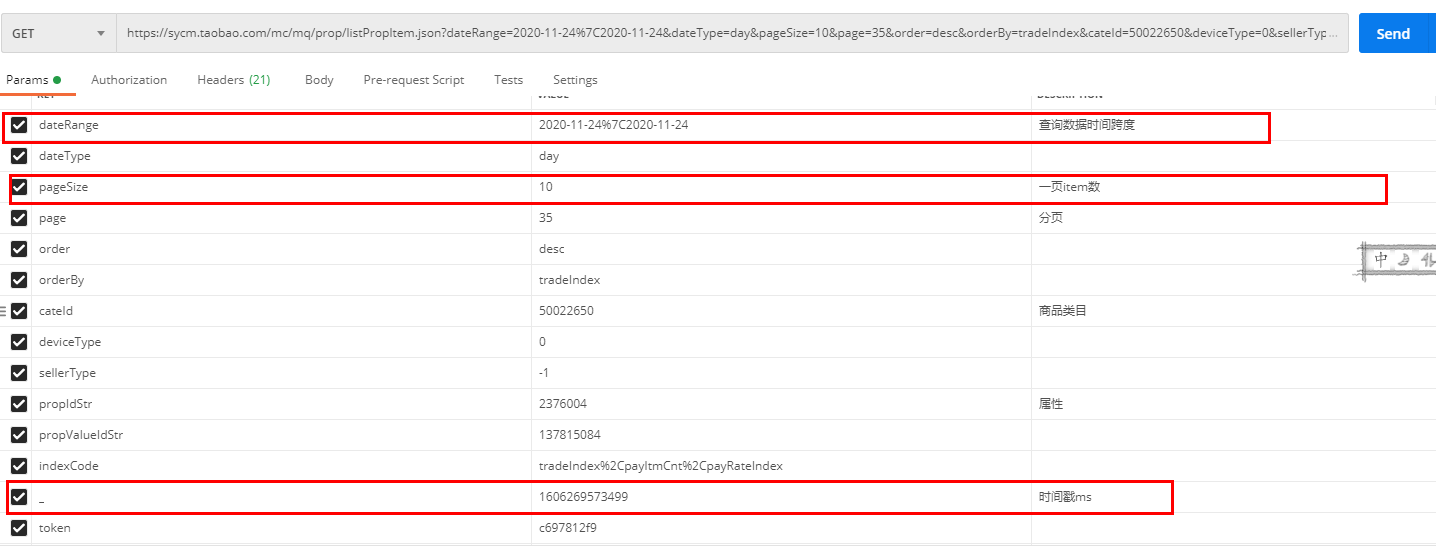 GET https://sycm.taobao.com/mc/mq/prop/listPropItem.json?dateRange=2020-11-24%7C2020-11-24&dateType=day&pageSize=10&page=35&order=desc&orderBy=tradeIndex&cateId=50022650&deviceType=0&sellerTyp... Send
Params Authorization Headers (21) Body Pre-request Script Tests Settings
KEY VALUE DESCRIPTION
dateRange 2020-11-24%7C2020-11-24 查询数据时间跨度
dateType day
pageSize 10 一页item数
page 35 分页
order desc
orderBy tradeIndex
中
cateId 50022650 商品类目
deviceType 0
sellerType -1
propIdStr 2376004 属性
propValueIdStr 137815084
indexCode tradeIndex%2CpayItmCnt%2CpayRateIndex
_ 1606269573499 时间戳ms
token c697812f9